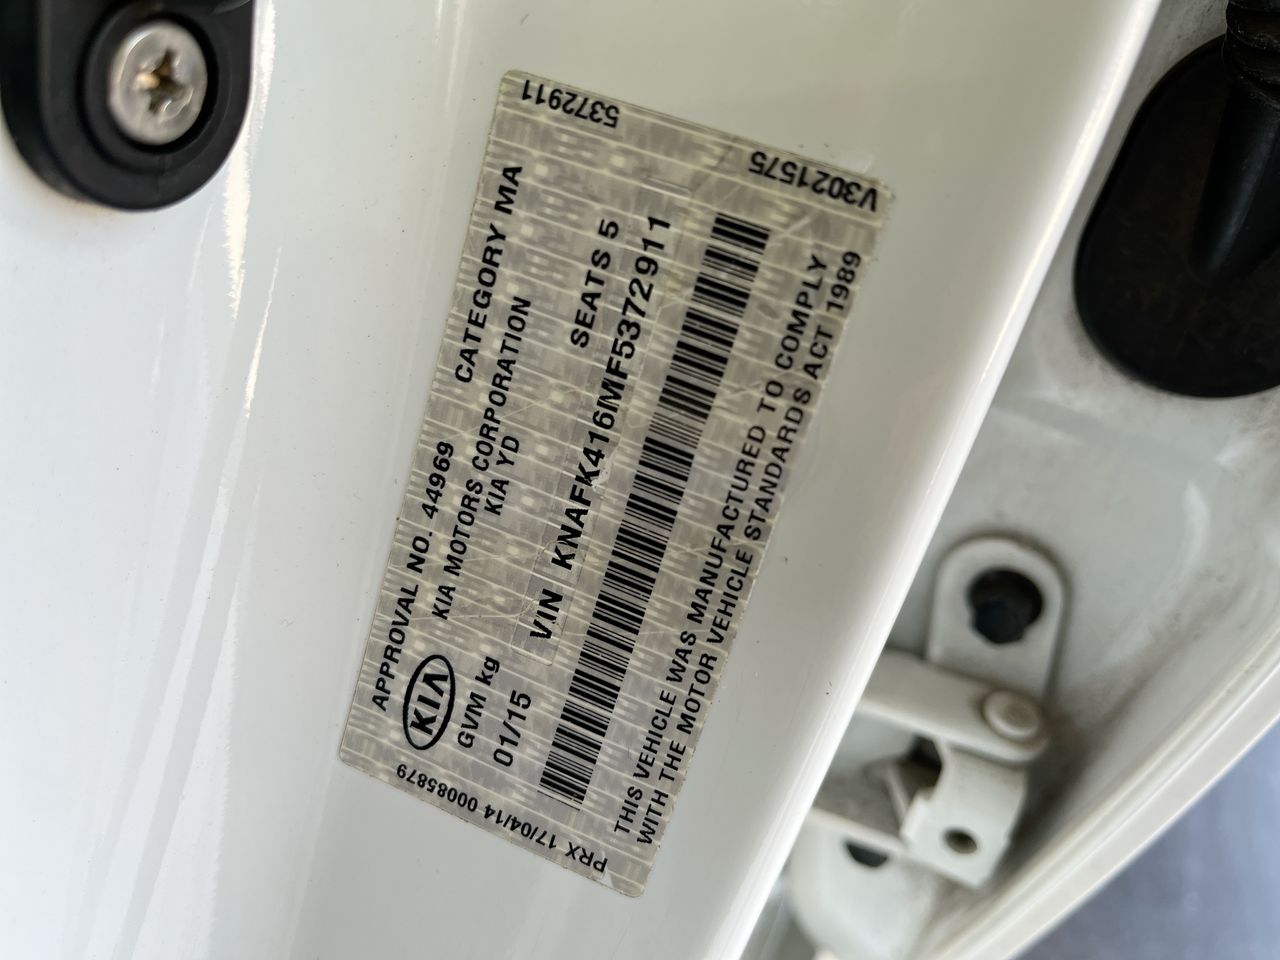 APPROVAL NO. 44969 CATEGORY MA
KIA MOTORS CORPORATION
KIA
KIA YD
GVM kg
01/15 SEATS 5
VIN KNAFK416MF5372911
THIS VEHICLE WAS MANUFACTURED TO COMPLY
WITH THE MOTOR VEHICLE STANDARDS ACT 1989
PRX 17/04/14 00085879
5372911
V3021575